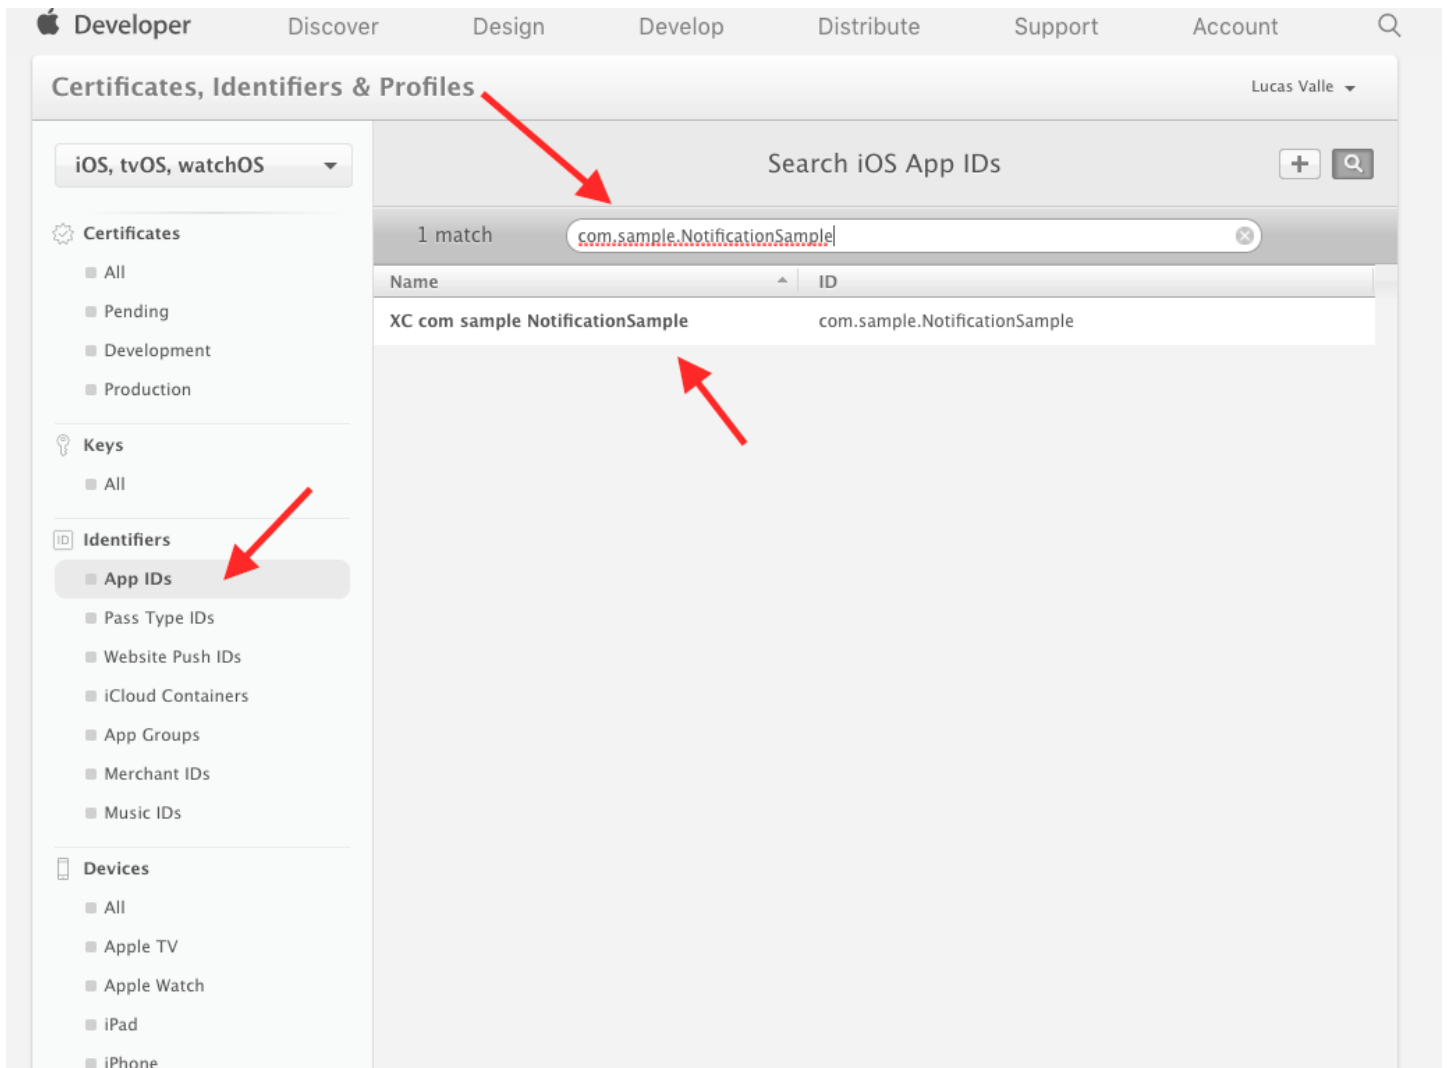 Developer Discover Design Develop Distribute Support Account
Certificates, Identifiers & Profiles
Lucas Valle
iOS, tvOS, watchOS
Certificates
All
Pending
Development
Production
Keys
All
ID Identifiers
App IDs
Pass Type IDs
Website Push IDs
iCloud Containers
App Groups
Merchant IDs
Music IDs
Devices
All
Apple TV
Apple Watch
iPad
iPhone
Search iOS App IDs
1 match com.sample.NotificationSample
Name ID
XC com sample NotificationSample com.sample.NotificationSample